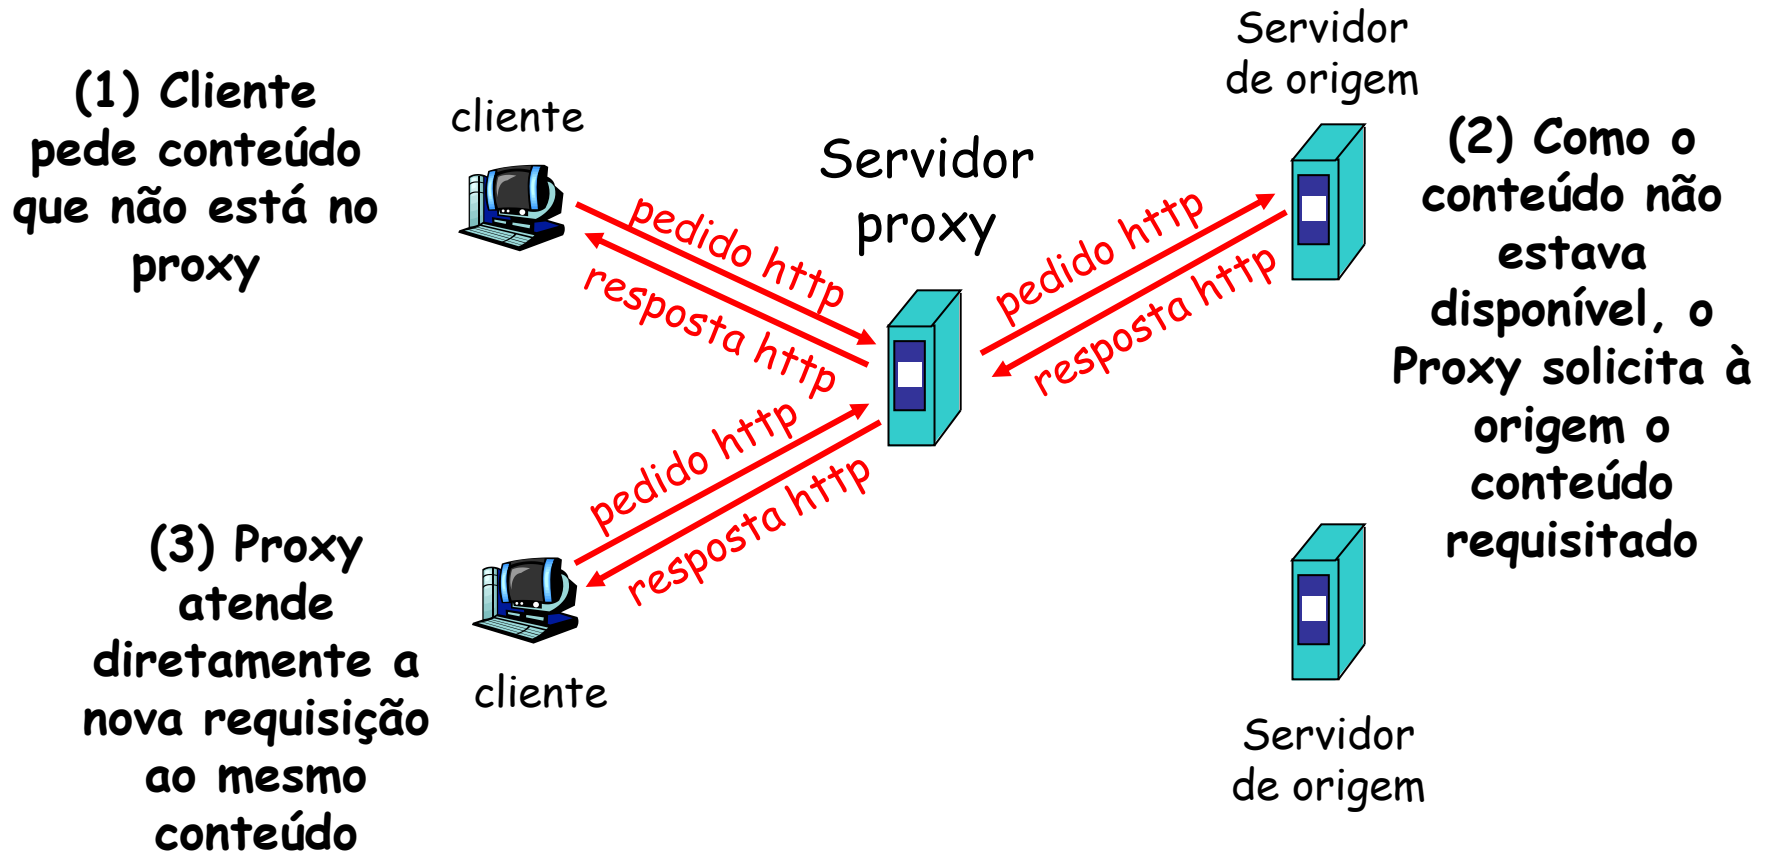 (1) Cliente
pede conteúdo
que não está no
proxy
cliente
Servidor
proxy
Servidor
de origem
(2) Como o
conteúdo não
estava
disponível, o
Proxy solicita à
origem o
conteúdo
requisitado
pedido http
resposta http
pedido http
resposta http
pedido http
resposta http
(3) Proxy
atende
diretamente a
nova requisição
ao mesmo
conteúdo
cliente
Servidor
de origem